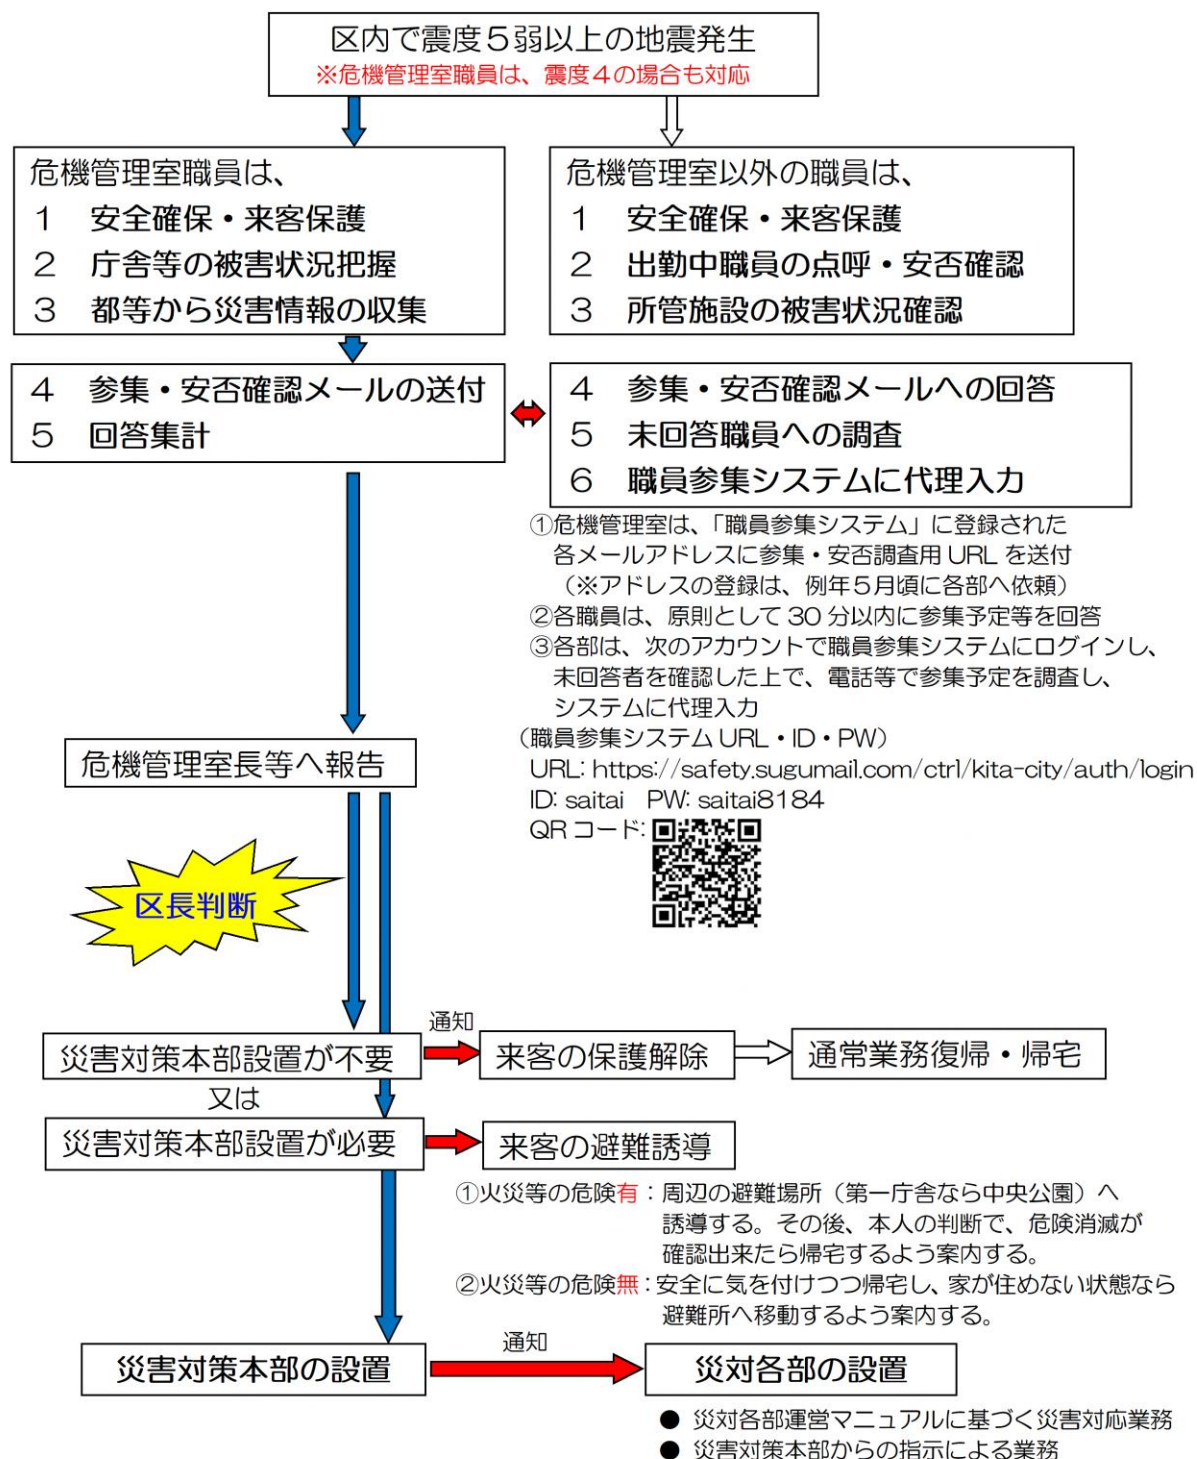 区内で震度５弱以上の地震発生
※危機管理室職員は、震度４の場合も対応
危機管理室職員は、
１　安全確保・来客保護
２　庁舎等の被害状況把握
３　都等から災害情報の収集
危機管理室以外の職員は、
１　安全確保・来客保護
２　出勤中職員の点呼・安否確認
３　所管施設の被害状況確認
４　参集・安否確認メールの送付
５　回答集計
４　参集・安否確認メールへの回答
５　未回答職員への調査
６　職員参集システムに代理入力
①危機管理室は、「職員参集システム」に登録された
各メールアドレスに参集・安否調査用 URL を送付
（※アドレスの登録は、例年５月頃に各部へ依頼）
②各職員は、原則として 30 分以内に参集予定等を回答
③各部は、次のアカウントで職員参集システムにログインし、
未回答者を確認した上で、電話等で参集予定を調査し、
システムに代理入力
（職員参集システム URL・ID・PW）
URL: https://safety.sugumail.com/ctrl/kita-city/auth/login
ID: saitai　PW: saitai8184
QR コード:
危機管理室長等へ報告
区長判断
災害対策本部設置が不要
通知
来客の保護解除
通常業務復帰・帰宅
又は
災害対策本部設置が必要
来客の避難誘導
①火災等の危険有：周辺の避難場所（第一庁舎なら中央公園）へ
誘導する。その後、本人の判断で、危険消滅が
確認出来たら帰宅するよう案内する。
②火災等の危険無：安全に気を付けつつ帰宅し、家が住めない状態なら
避難所へ移動するよう案内する。
災害対策本部の設置
通知
災対各部の設置
● 災対各部運営マニュアルに基づく災害対応業務
● 災害対策本部からの指示による業務